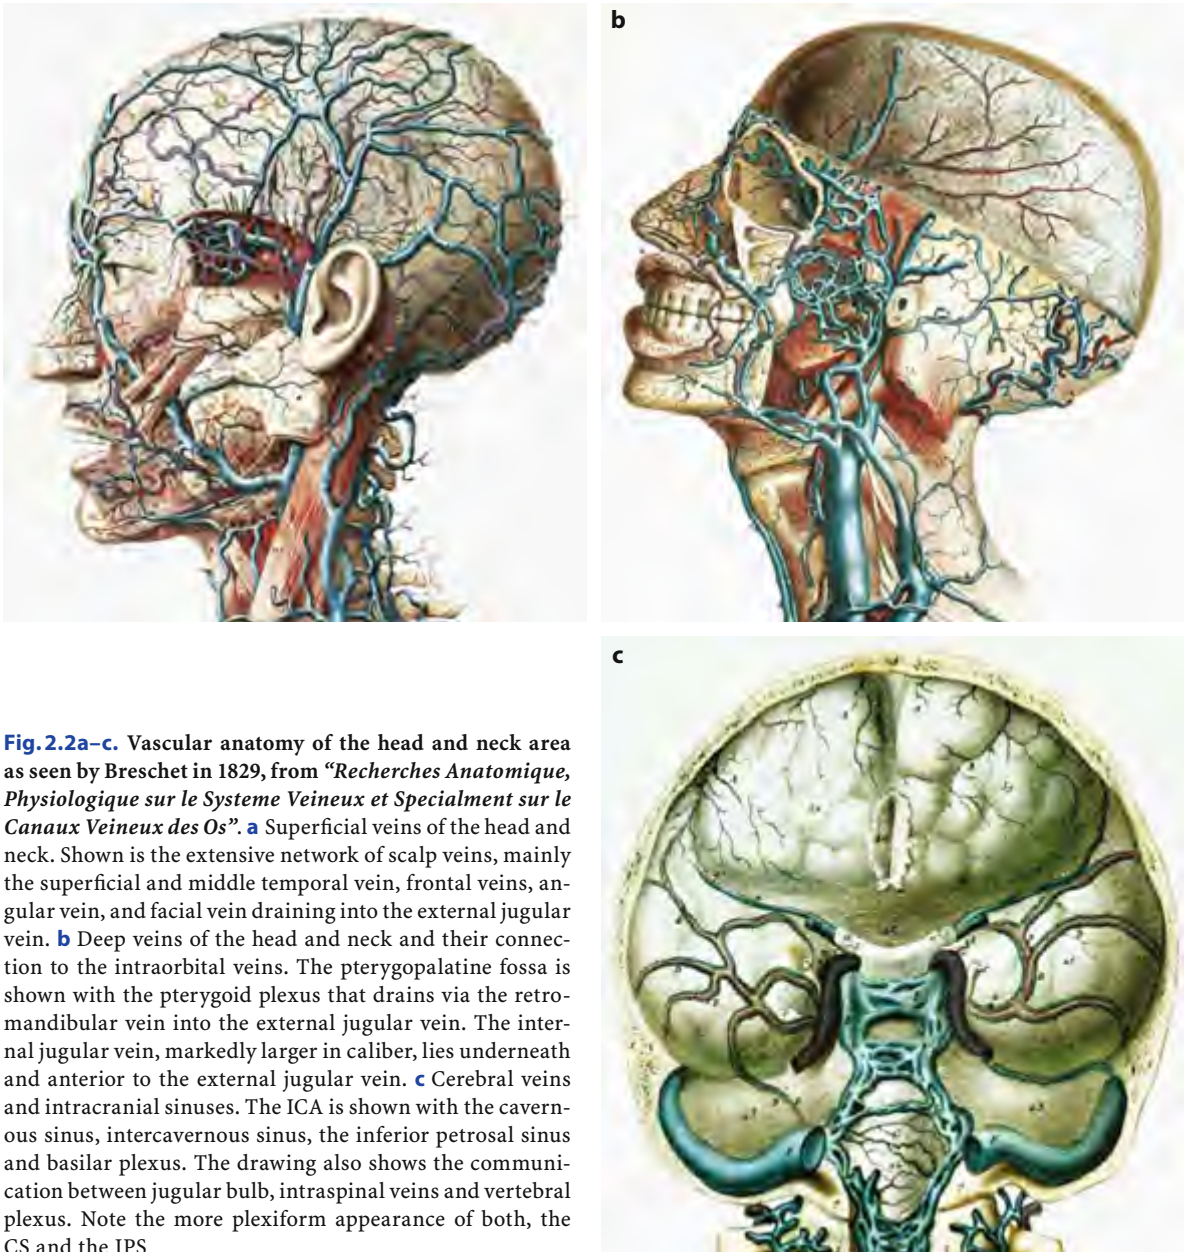 b
c
Fig. 2.2a–c. Vascular anatomy of the head and neck area
as seen by Breschet in 1829, from “Recherches Anatomique,
Physiologique sur le Systeme Veineux et Specialment sur le
Canaux Veineux des Os”. a Superficial veins of the head and
neck. Shown is the extensive network of scalp veins, mainly
the superficial and middle temporal vein, frontal veins, an-
gular vein, and facial vein draining into the external jugular
vein. b Deep veins of the head and neck and their connec-
tion to the intraorbital veins. The pterygopalatine fossa is
shown with the pterygoid plexus that drains via the retro-
mandibular vein into the external jugular vein. The inter-
nal jugular vein, markedly larger in caliber, lies underneath
and anterior to the external jugular vein. c Cerebral veins
and intracranial sinuses. The ICA is shown with the cavern-
ous sinus, intercavernous sinus, the inferior petrosal sinus
and basilar plexus. The drawing also shows the communi-
cation between jugular bulb, intraspinal veins and vertebral
plexus. Note the more plexiform appearance of both, the
CS and the IPS